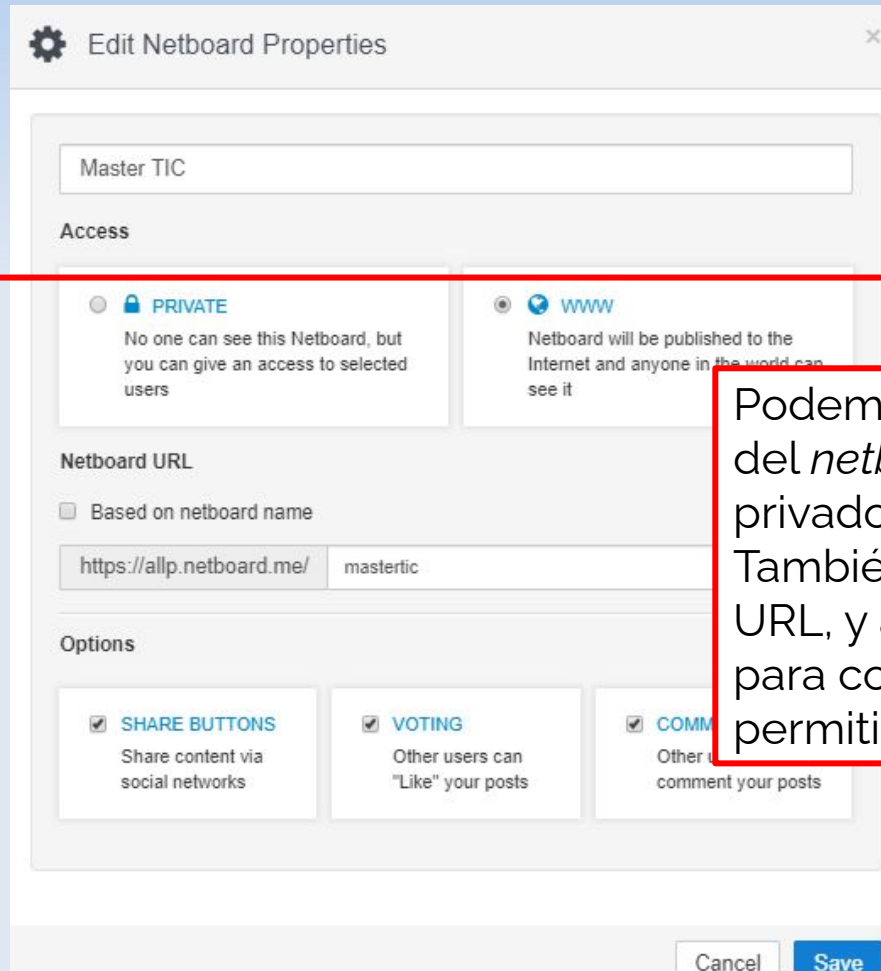 Edit Netboard Properties
Master TIC
Access
PRIVATE
No one can see this Netboard, but
you can give an access to selected
users
WWW
Netboard will be published to the
Internet and anyone in the world can
see it
Netboard URL
Based on netboard name
https://allp.netboard.me/ mastertic
Options
SHARE BUTTONS
Share content via
social networks
VOTING
Other users can
"Like" your posts
COMM
Other
comment your posts
Podem
del net
privado
Tambié
URL, y
para co
permiti
Cancel Save